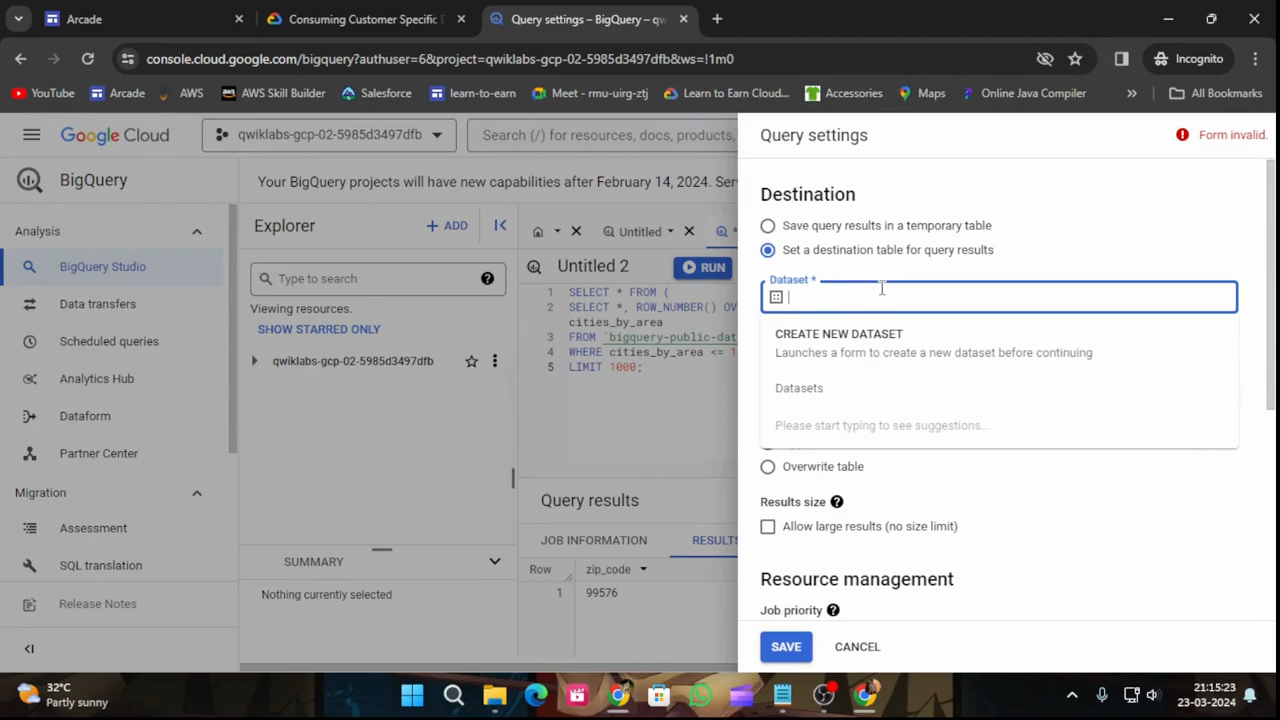 Arcade
Consuming Customer Specific D
Query settings – BigQuery – qw
console.cloud.google.com/bigquery?authuser=6&project=qwiklabs-gcp-02-5985d3497dfb&ws=!1m0
Incognito
YouTube
Arcade
AWS
AWS Skill Builder
Salesforce
learn-to-earn
Meet - rmu-uirg-ztj
Learn to Earn Cloud...
Accessories
Maps
Online Java Compiler
All Bookmarks
Google Cloud
qwiklabs-gcp-02-5985d3497dfb
Search (/) for resources, docs, products,
BigQuery
Your BigQuery projects will have new capabilities after February 14, 2024. Ser
Analysis
BigQuery Studio
Data transfers
Scheduled queries
Analytics Hub
Dataform
Partner Center
Migration
Assessment
SQL translation
Release Notes
Explorer
+ ADD
Type to search
Viewing resources.
SHOW STARRED ONLY
qwiklabs-gcp-02-5985d3497dfb
SUMMARY
Nothing currently selected
Untitled
Untitled 2
RUN
1 SELECT * FROM (
2 SELECT *, ROW_NUMBER() OV
cities_by_area
3 FROM `bigquery-public-dat
4 WHERE cities_by_area <= 1
5 LIMIT 1000;
Query results
JOB INFORMATION
RESULTS
Row
zip_code
1
99576
Query settings
Form invalid.
Destination
Save query results in a temporary table
Set a destination table for query results
Dataset *
CREATE NEW DATASET
Launches a form to create a new dataset before continuing
Datasets
Please start typing to see suggestions...
Overwrite table
Results size
Allow large results (no size limit)
Resource management
Job priority
SAVE
CANCEL
32°C
Partly sunny
21:15:23
23-03-2024